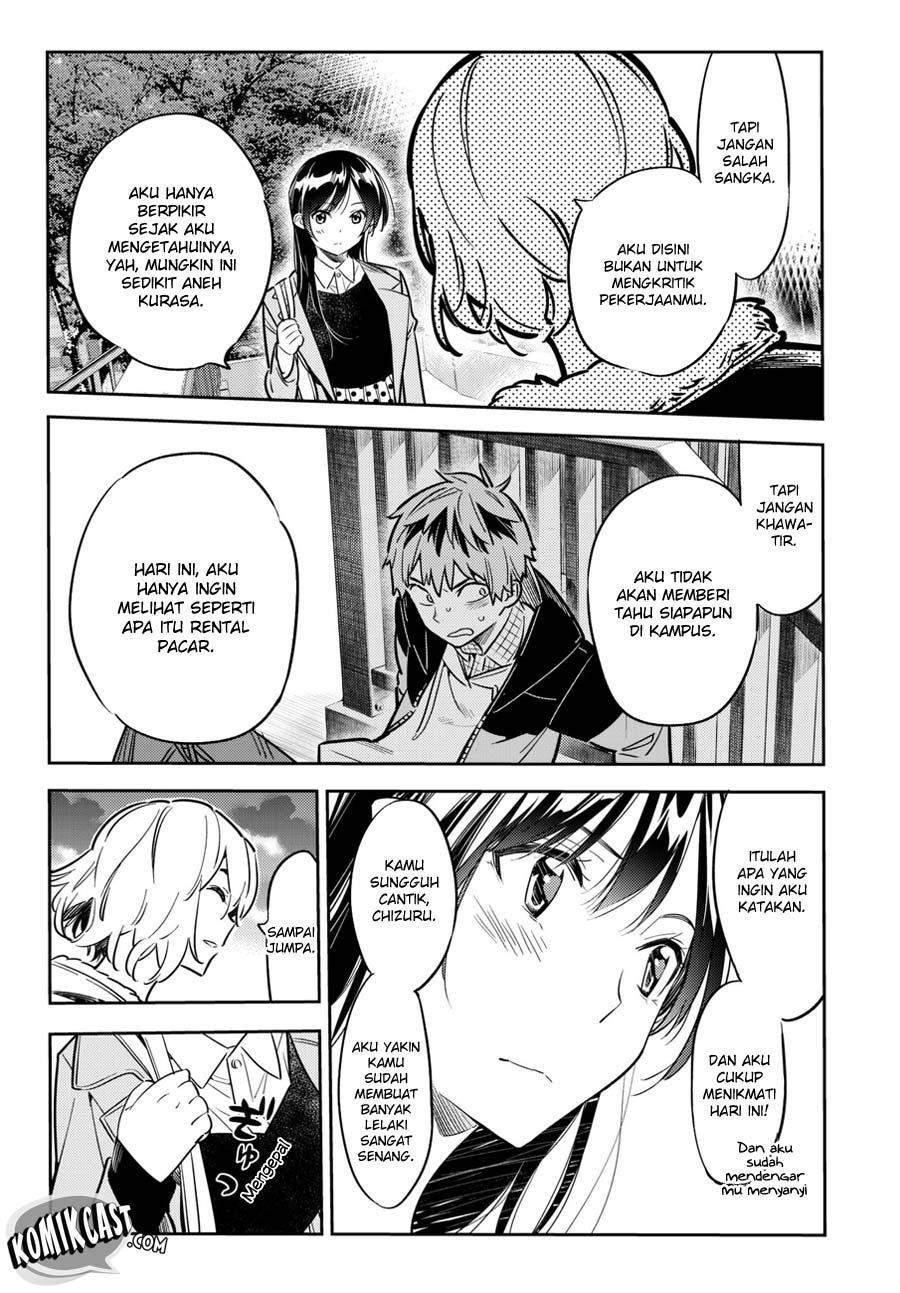 TAPI
JANGAN
SALAH
SANGKA.
AKU DISINI
BUKAN UNTUK
MENGKRITIK
PEKERJAANMU.
AKU HANYA
BERPIKIR
SEJAK AKU
MENGETAHUINYA,
YAH, MUNGKIN INI
SEDIKIT ANEH
KURASA.
TAPI
JANGAN
KHAWA-
TIR.
AKU TIDAK
AKAN MEMBERI
TAHU SIAPAPUN
DI KAMPUS.
HARI INI, AKU
HANYA INGIN
MELIHAT SEPERTI
APA ITU RENTAL
PACAR.
ITULAH
APA YANG
INGIN AKU
KATAKAN.
DAN AKU
CUKUP
MENIKMATI
HARI INI!
Dan aku
sudah
mendengar
mu menyanyi
KAMU
SUNGGUH
CANTIK,
CHIZURU.
AKU YAKIN
KAMU
SUDAH
MEMBUAT
BANYAK
LELAKI
SANGAT
SENANG.
SAMPAI
JUMPA.
ぎゅっ
Mengepal
KOMIKCAST
.COM